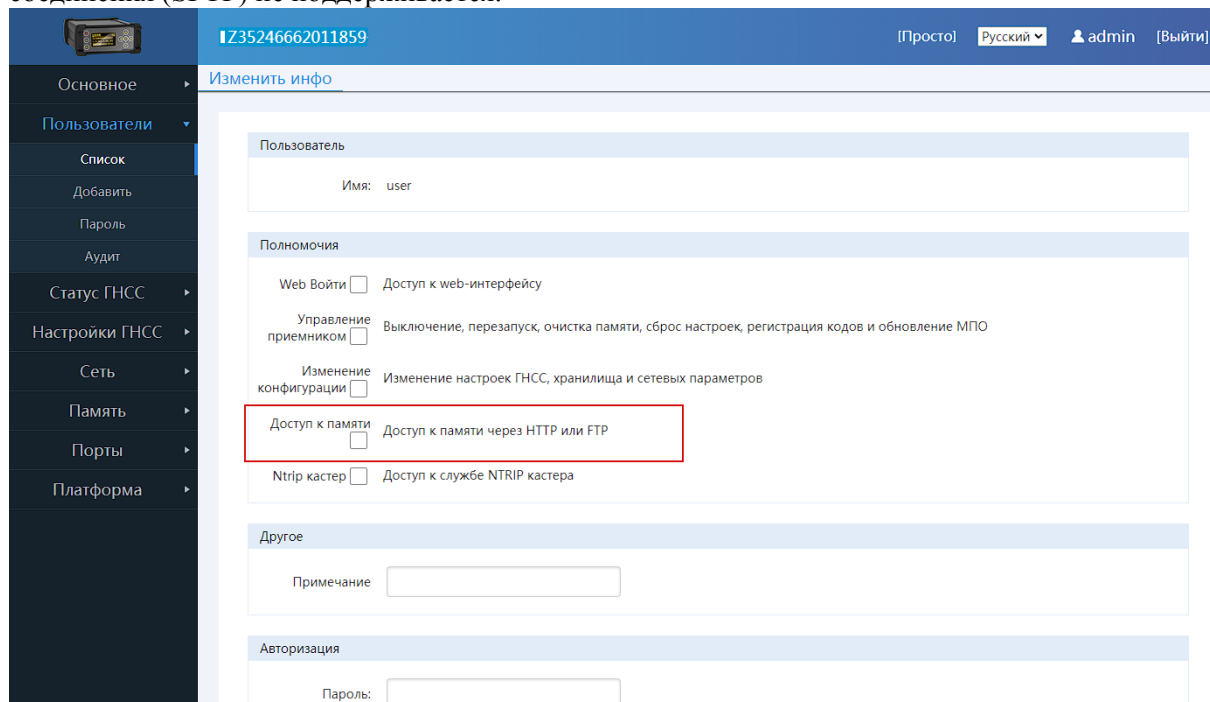 IZ35246662011859 [Просто] Русский admin [Выйти]
Основное
Изменить инфо
Пользователи
Список
Добавить
Пароль
Аудит
Статус ГНСС
Настройки ГНСС
Сеть
Память
Порты
Платформа
Пользователь
Имя: user
Полномочия
Web Войти Доступ к web-интерфейсу
Управление
приемником Выключение, перезапуск, очистка памяти, сброс настроек, регистрация кодов и обновление МПО
Изменение
конфигурации Изменение настроек ГНСС, хранилища и сетевых параметров
Доступ к памяти Доступ к памяти через HTTP или FTP
Ntrip кастер Доступ к службе NTRIP кастера
Другое
Примечание
Авторизация
Пароль: